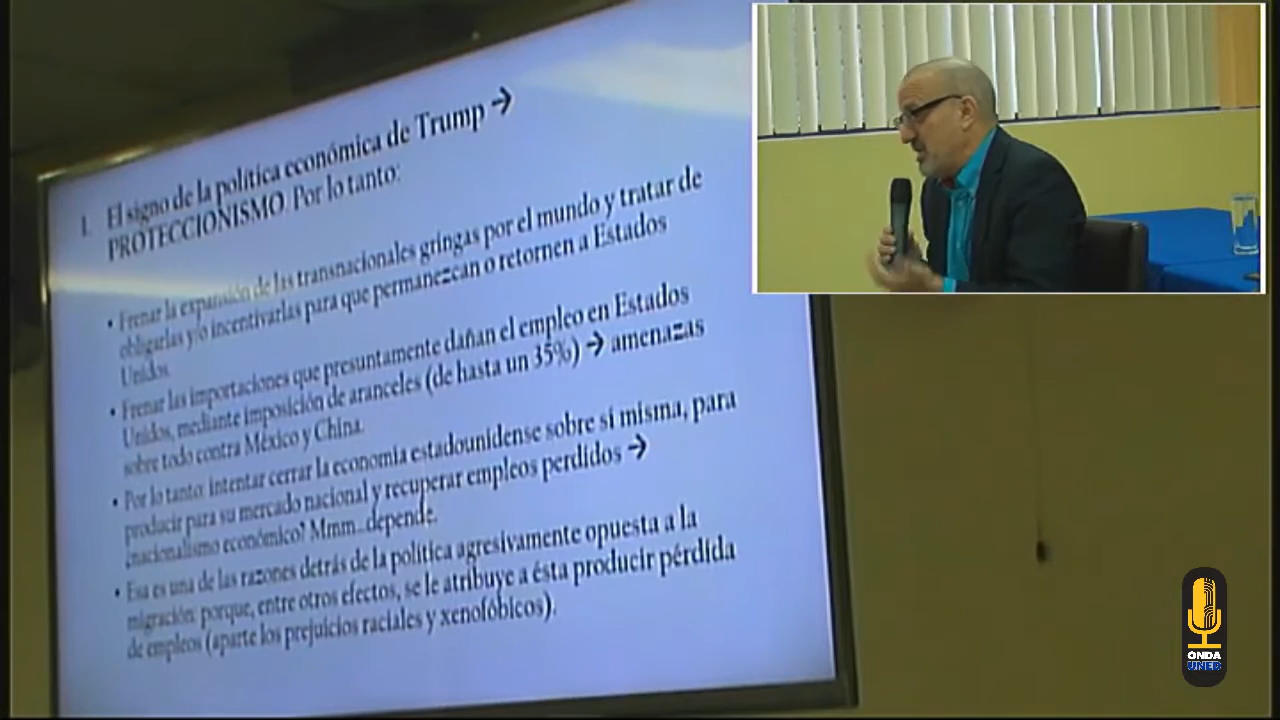 1. El signo de la política económica de Trump →
PROTECCIONISMO. Por lo tanto:
• Frenar la expansión de las transnacionales gringas por el mundo y tratar de
obligarlas y/o incentivarlas para que permanezcan o retornen a Estados
Unidos.
• Frenar las importaciones que presuntamente dañan el empleo en Estados
Unidos, mediante imposición de aranceles (de hasta un 35%) → amenazas
sobre todo contra México y China.
• Por lo tanto: intentar cerrar la economía estadounidense sobre sí misma, para
producir para su mercado nacional y recuperar empleos perdidos →
¿nacionalismo económico? Mmm...depende.
• Esa es una de las razones detrás de la política agresivamente opuesta a la
migración: porque, entre otros efectos, se le atribuye a ésta producir pérdida
de empleos (aparte los prejuicios raciales y xenofóbicos).
ONDA
UNEB